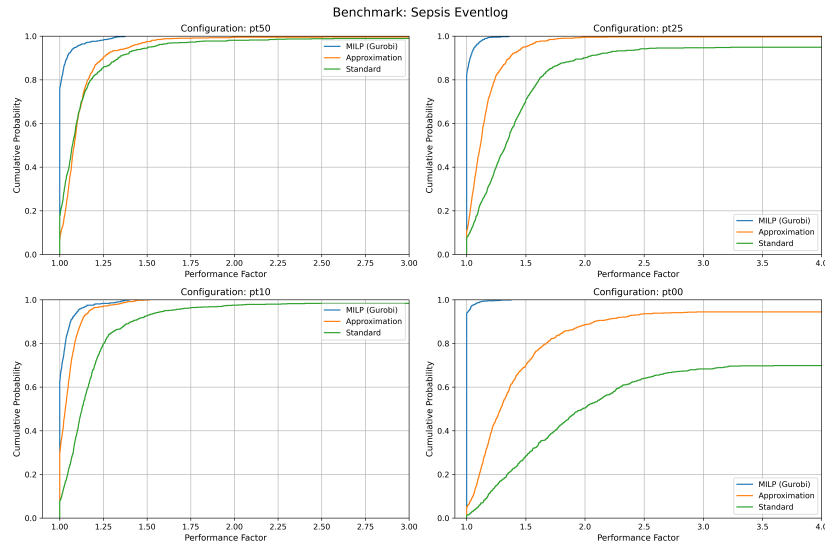 Benchmark: Sepsis Eventlog
Configuration: pt50
Cumulative Probability
1.0
0.8
0.6
0.4
0.2
0.0
1.00 1.25 1.50 1.75 2.00 2.25 2.50 2.75 3.00
Performance Factor
MILP (Gurobi)
Approximation
Standard
Configuration: pt25
Cumulative Probability
1.0
0.8
0.6
0.4
0.2
0.0
1.0 1.5 2.0 2.5 3.0 3.5 4.0
Performance Factor
MILP (Gurobi)
Approximation
Standard
Configuration: pt10
Cumulative Probability
1.0
0.8
0.6
0.4
0.2
0.0
1.00 1.25 1.50 1.75 2.00 2.25 2.50 2.75 3.00
Performance Factor
MILP (Gurobi)
Approximation
Standard
Configuration: pt00
Cumulative Probability
1.0
0.8
0.6
0.4
0.2
0.0
1.0 1.5 2.0 2.5 3.0 3.5 4.0
Performance Factor
MILP (Gurobi)
Approximation
Standard